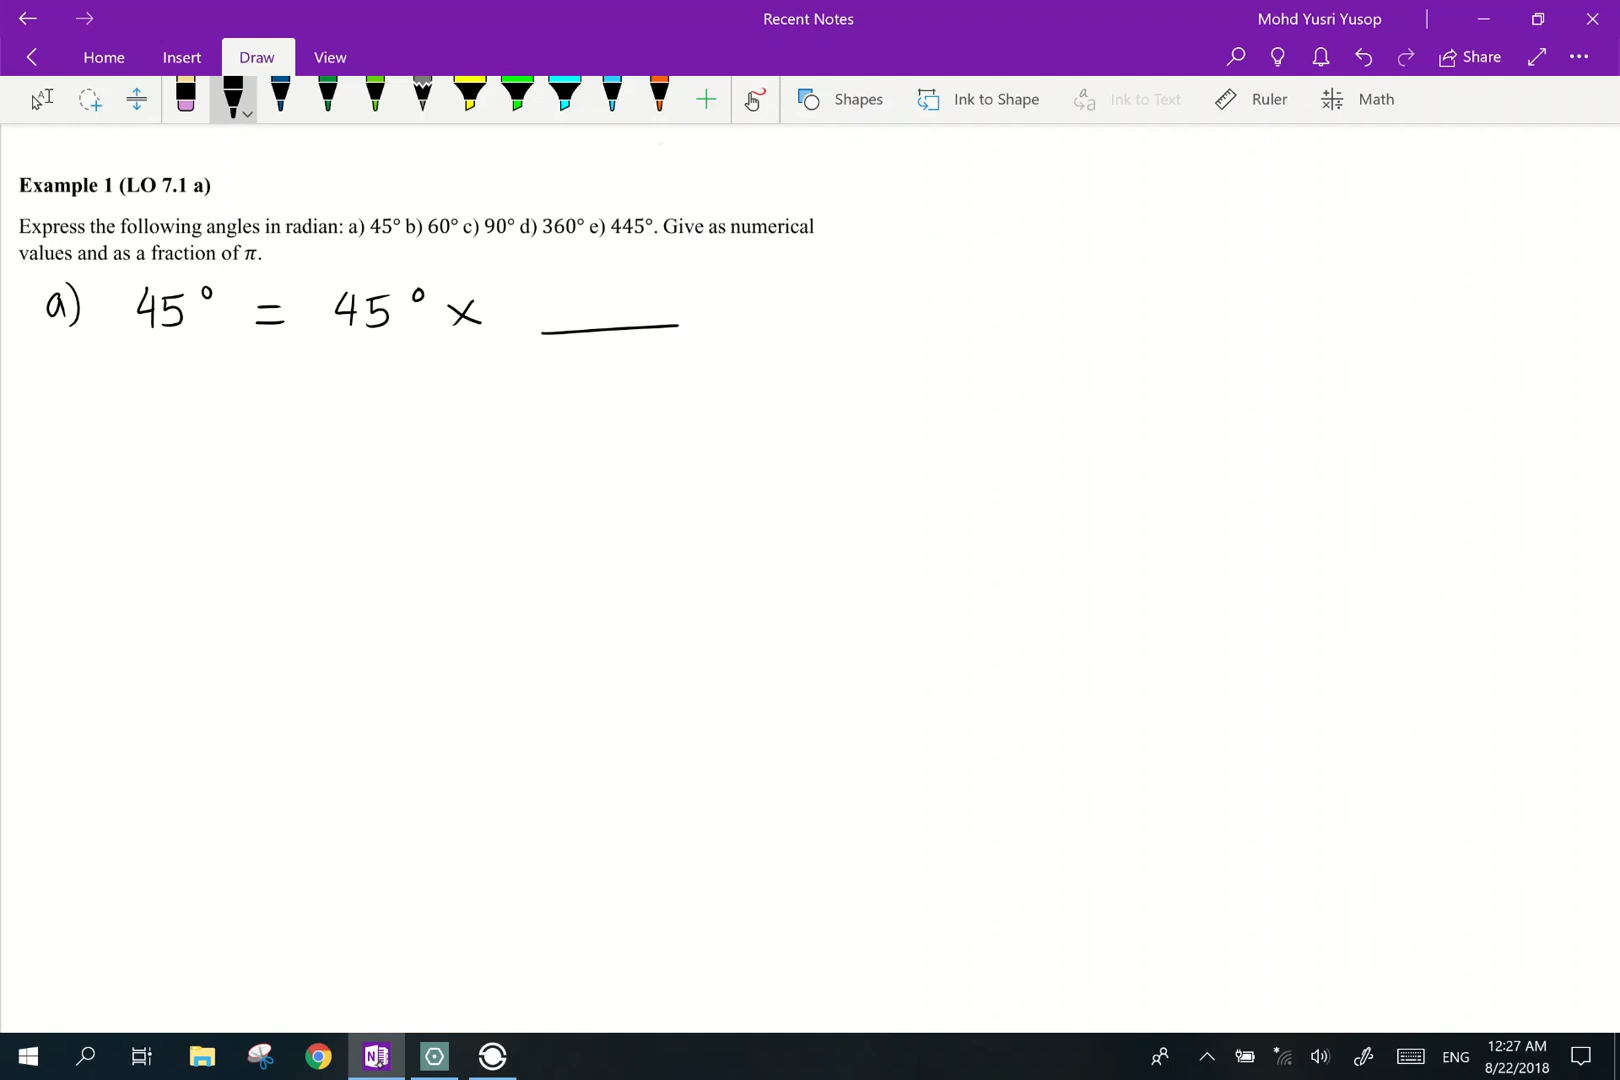 Recent Notes
Mohd Yusri Yusop
Home Insert Draw View
Share
Shapes Ink to Shape Ink to Text Ruler Math
Example 1 (LO 7.1 a)
Express the following angles in radian: a) 45° b) 60° c) 90° d) 360° e) 445°. Give as numerical
values and as a fraction of π.
a) 45° = 45° ×
ENG
12:27 AM
8/22/2018